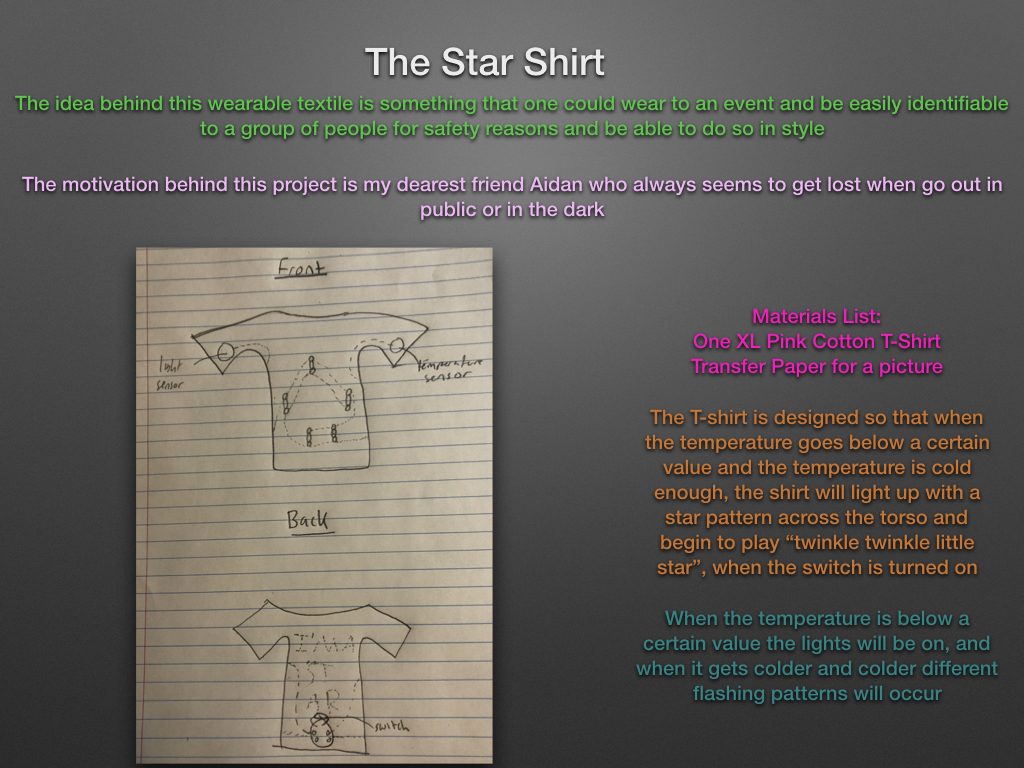 The Star Shirt
The idea behind this wearable textile is something that one could wear to an event and be easily identifiable
to a group of people for safety reasons and be able to do so in style
The motivation behind this project is my dearest friend Aidan who always seems to get lost when go out in
public or in the dark
Front
light
sensor
temperature
sensor
Back
I'MA
ST
AR
switch
Materials List:
One XL Pink Cotton T-Shirt
Transfer Paper for a picture
The T-shirt is designed so that when
the temperature goes below a certain
value and the temperature is cold
enough, the shirt will light up with a
star pattern across the torso and
begin to play “twinkle twinkle little
star”, when the switch is turned on
When the temperature is below a
certain value the lights will be on, and
when it gets colder and colder different
flashing patterns will occur